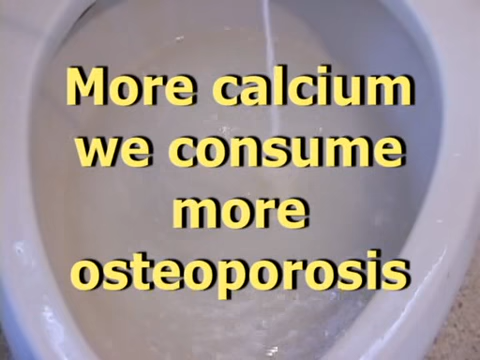 More calcium
we consume
more
osteoporosis